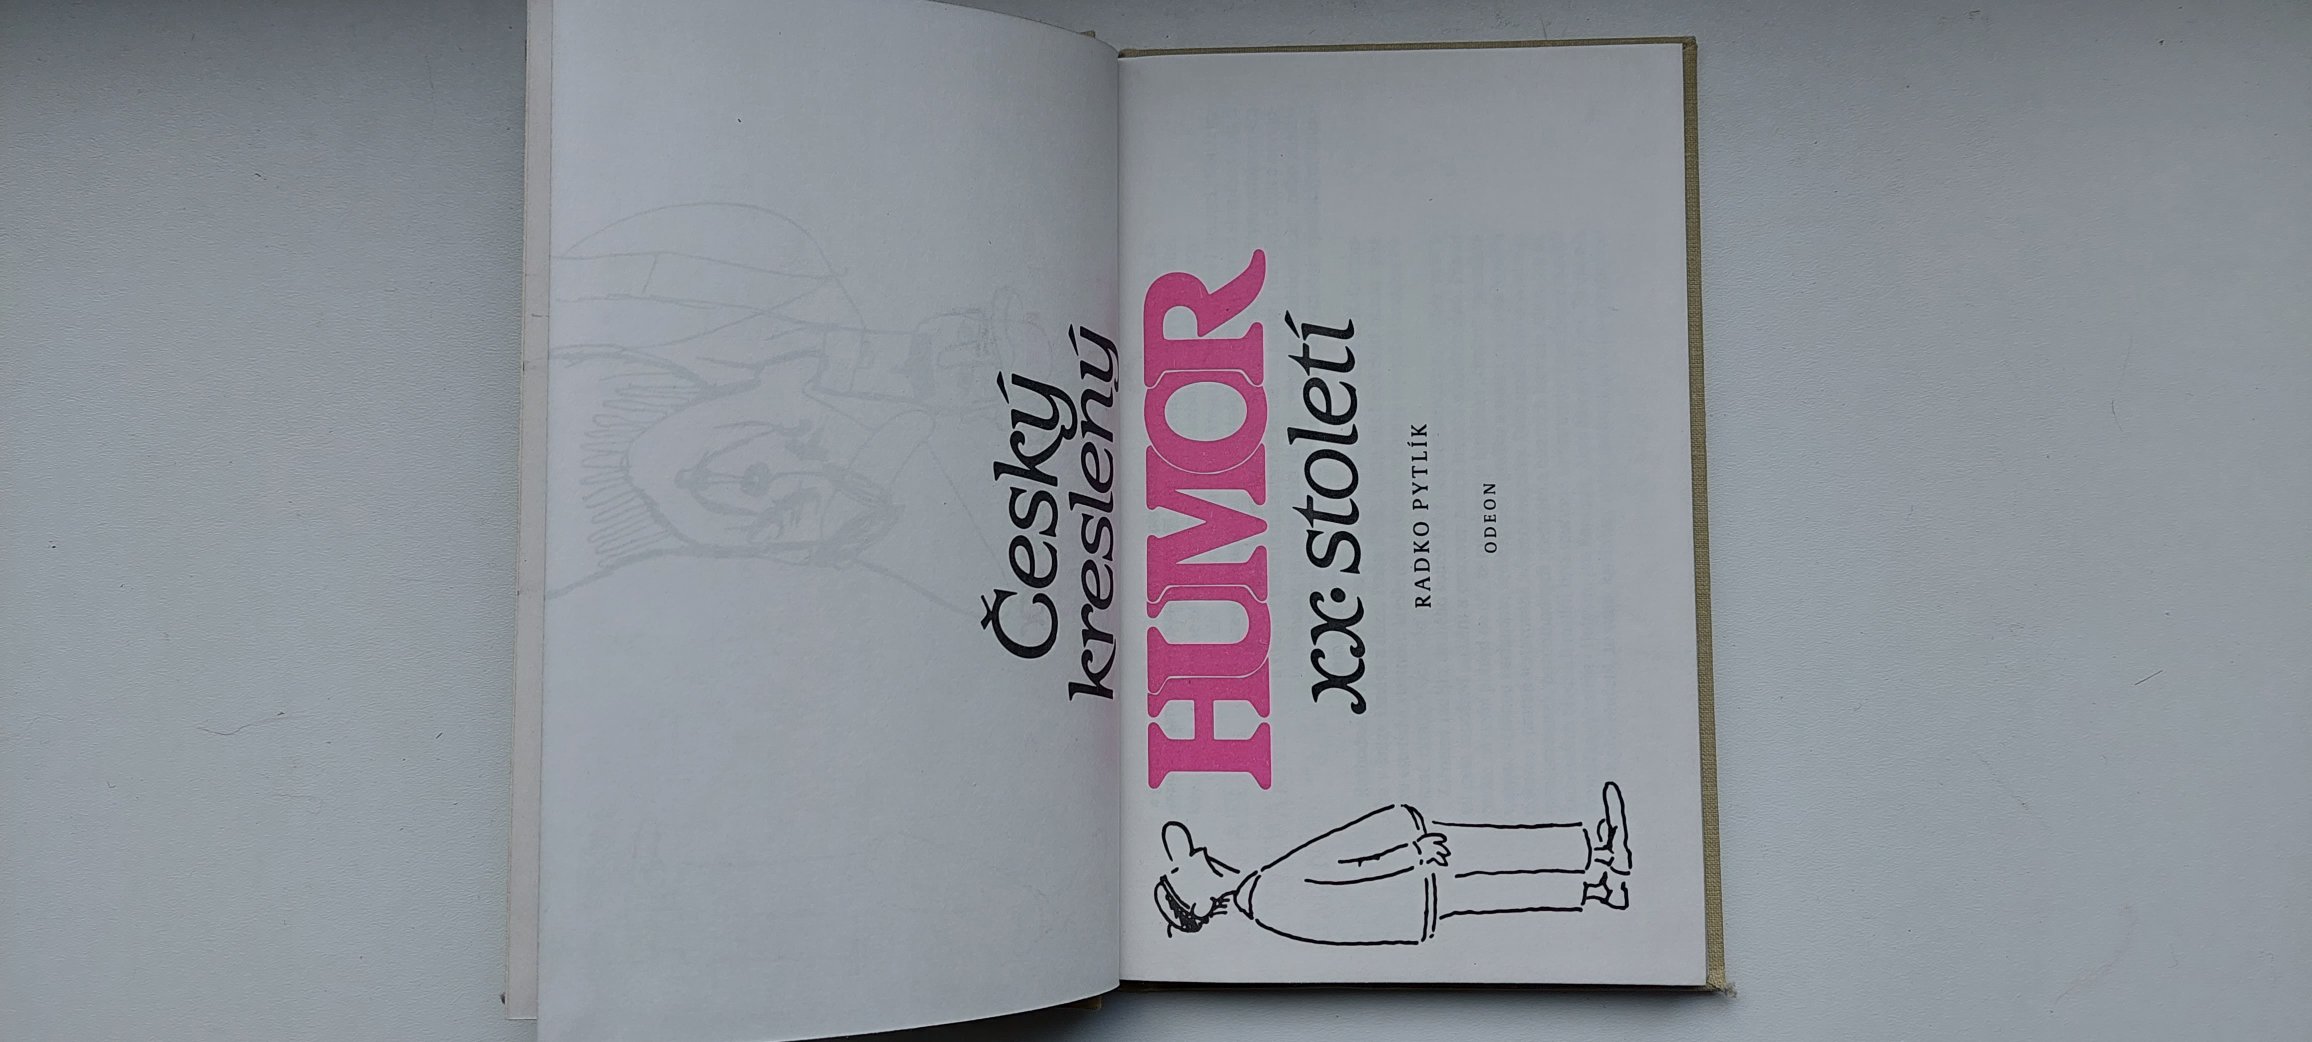 Český
kreslený
HUMOR
XX. století
RADKO PYTLÍK
ODEON